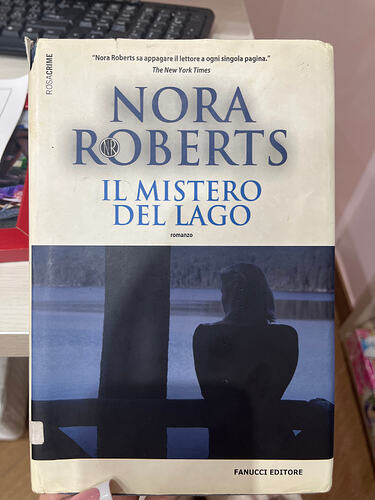 ROSACRIME
"Nora Roberts sa appagare il lettore a ogni singola pagina."
The New York Times
NORA
ROBERTS
NR
IL MISTERO
DEL LAGO
romanzo
FANUCCI EDITORE